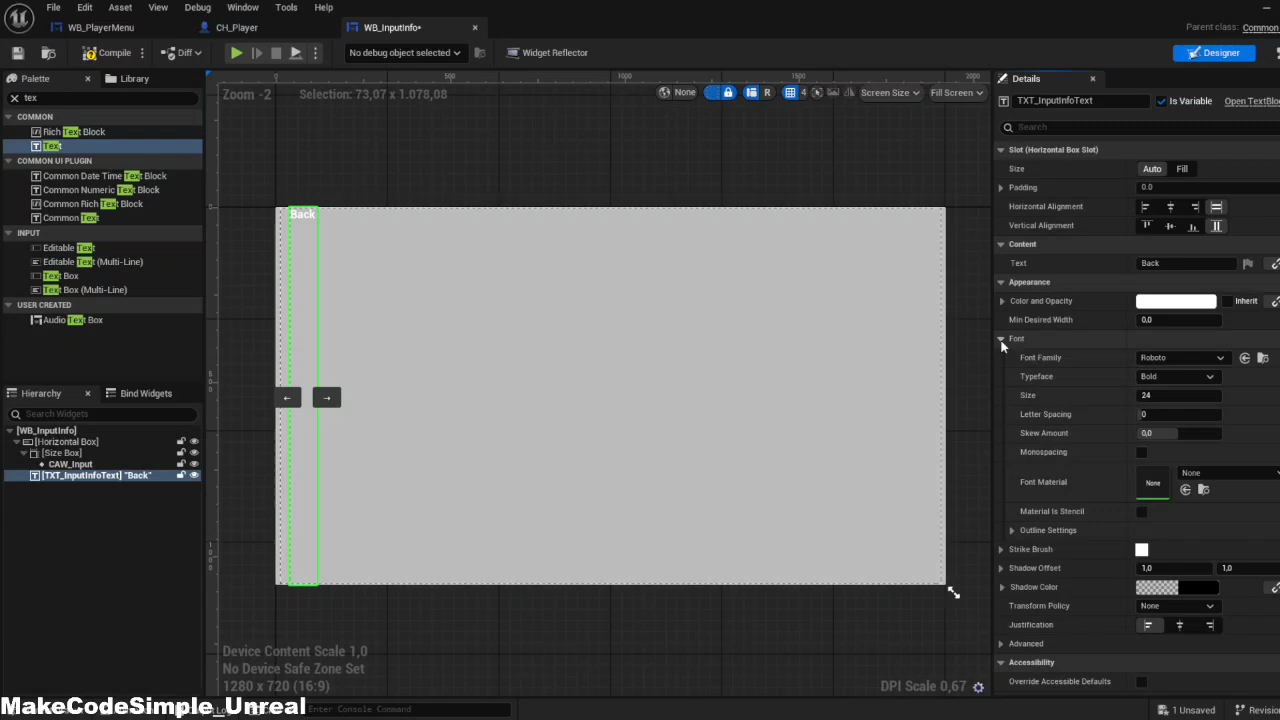 File Edit Asset View Debug Window Tools Help
WB_PlayerMenu CH_Player WB_InputInfo•
Parent class: Common
Compile Diff No debug object selected Widget Reflector Designer
Palette Library
tex
COMMON
Rich Text Block
Text
COMMON UI PLUGIN
Common Date Time Text Block
Common Numeric Text Block
Common Rich Text Block
Common Text
INPUT
Editable Text
Editable Text (Multi-Line)
Text Box
Text Box (Multi-Line)
USER CREATED
Audio Text Box
Hierarchy Bind Widgets
Search Widgets
[WB_InputInfo]
[Horizontal Box]
[Size Box]
CAW_Input
[TXT_InputInfoText] "Back"
0 500 1000 1500 2000
Zoom -2 Selection: 73,07 x 1.078,08
None R 4 Screen Size Fill Screen
Back
Device Content Scale 1,0
No Device Safe Zone Set
1280 x 720 (16:9)
DPI Scale 0,67
Details
TXT_InputInfoText Is Variable Open TextBlo
Search
Slot (Horizontal Box Slot)
Size Auto Fill
Padding 0.0
Horizontal Alignment
Vertical Alignment
Content
Text Back
Appearance
Color and Opacity Inherit
Min Desired Width 0,0
Font
Font Family Roboto
Typeface Bold
Size 24
Letter Spacing 0
Skew Amount 0,0
Monospacing
Font Material None None
Material Is Stencil
Outline Settings
Strike Brush
Shadow Offset 1,0 1,0
Shadow Color
Transform Policy None
Justification
Advanced
Accessibility
Override Accessible Defaults
MakeCodeSimple_Unreal
Enter Console Command
1 Unsaved Revisio